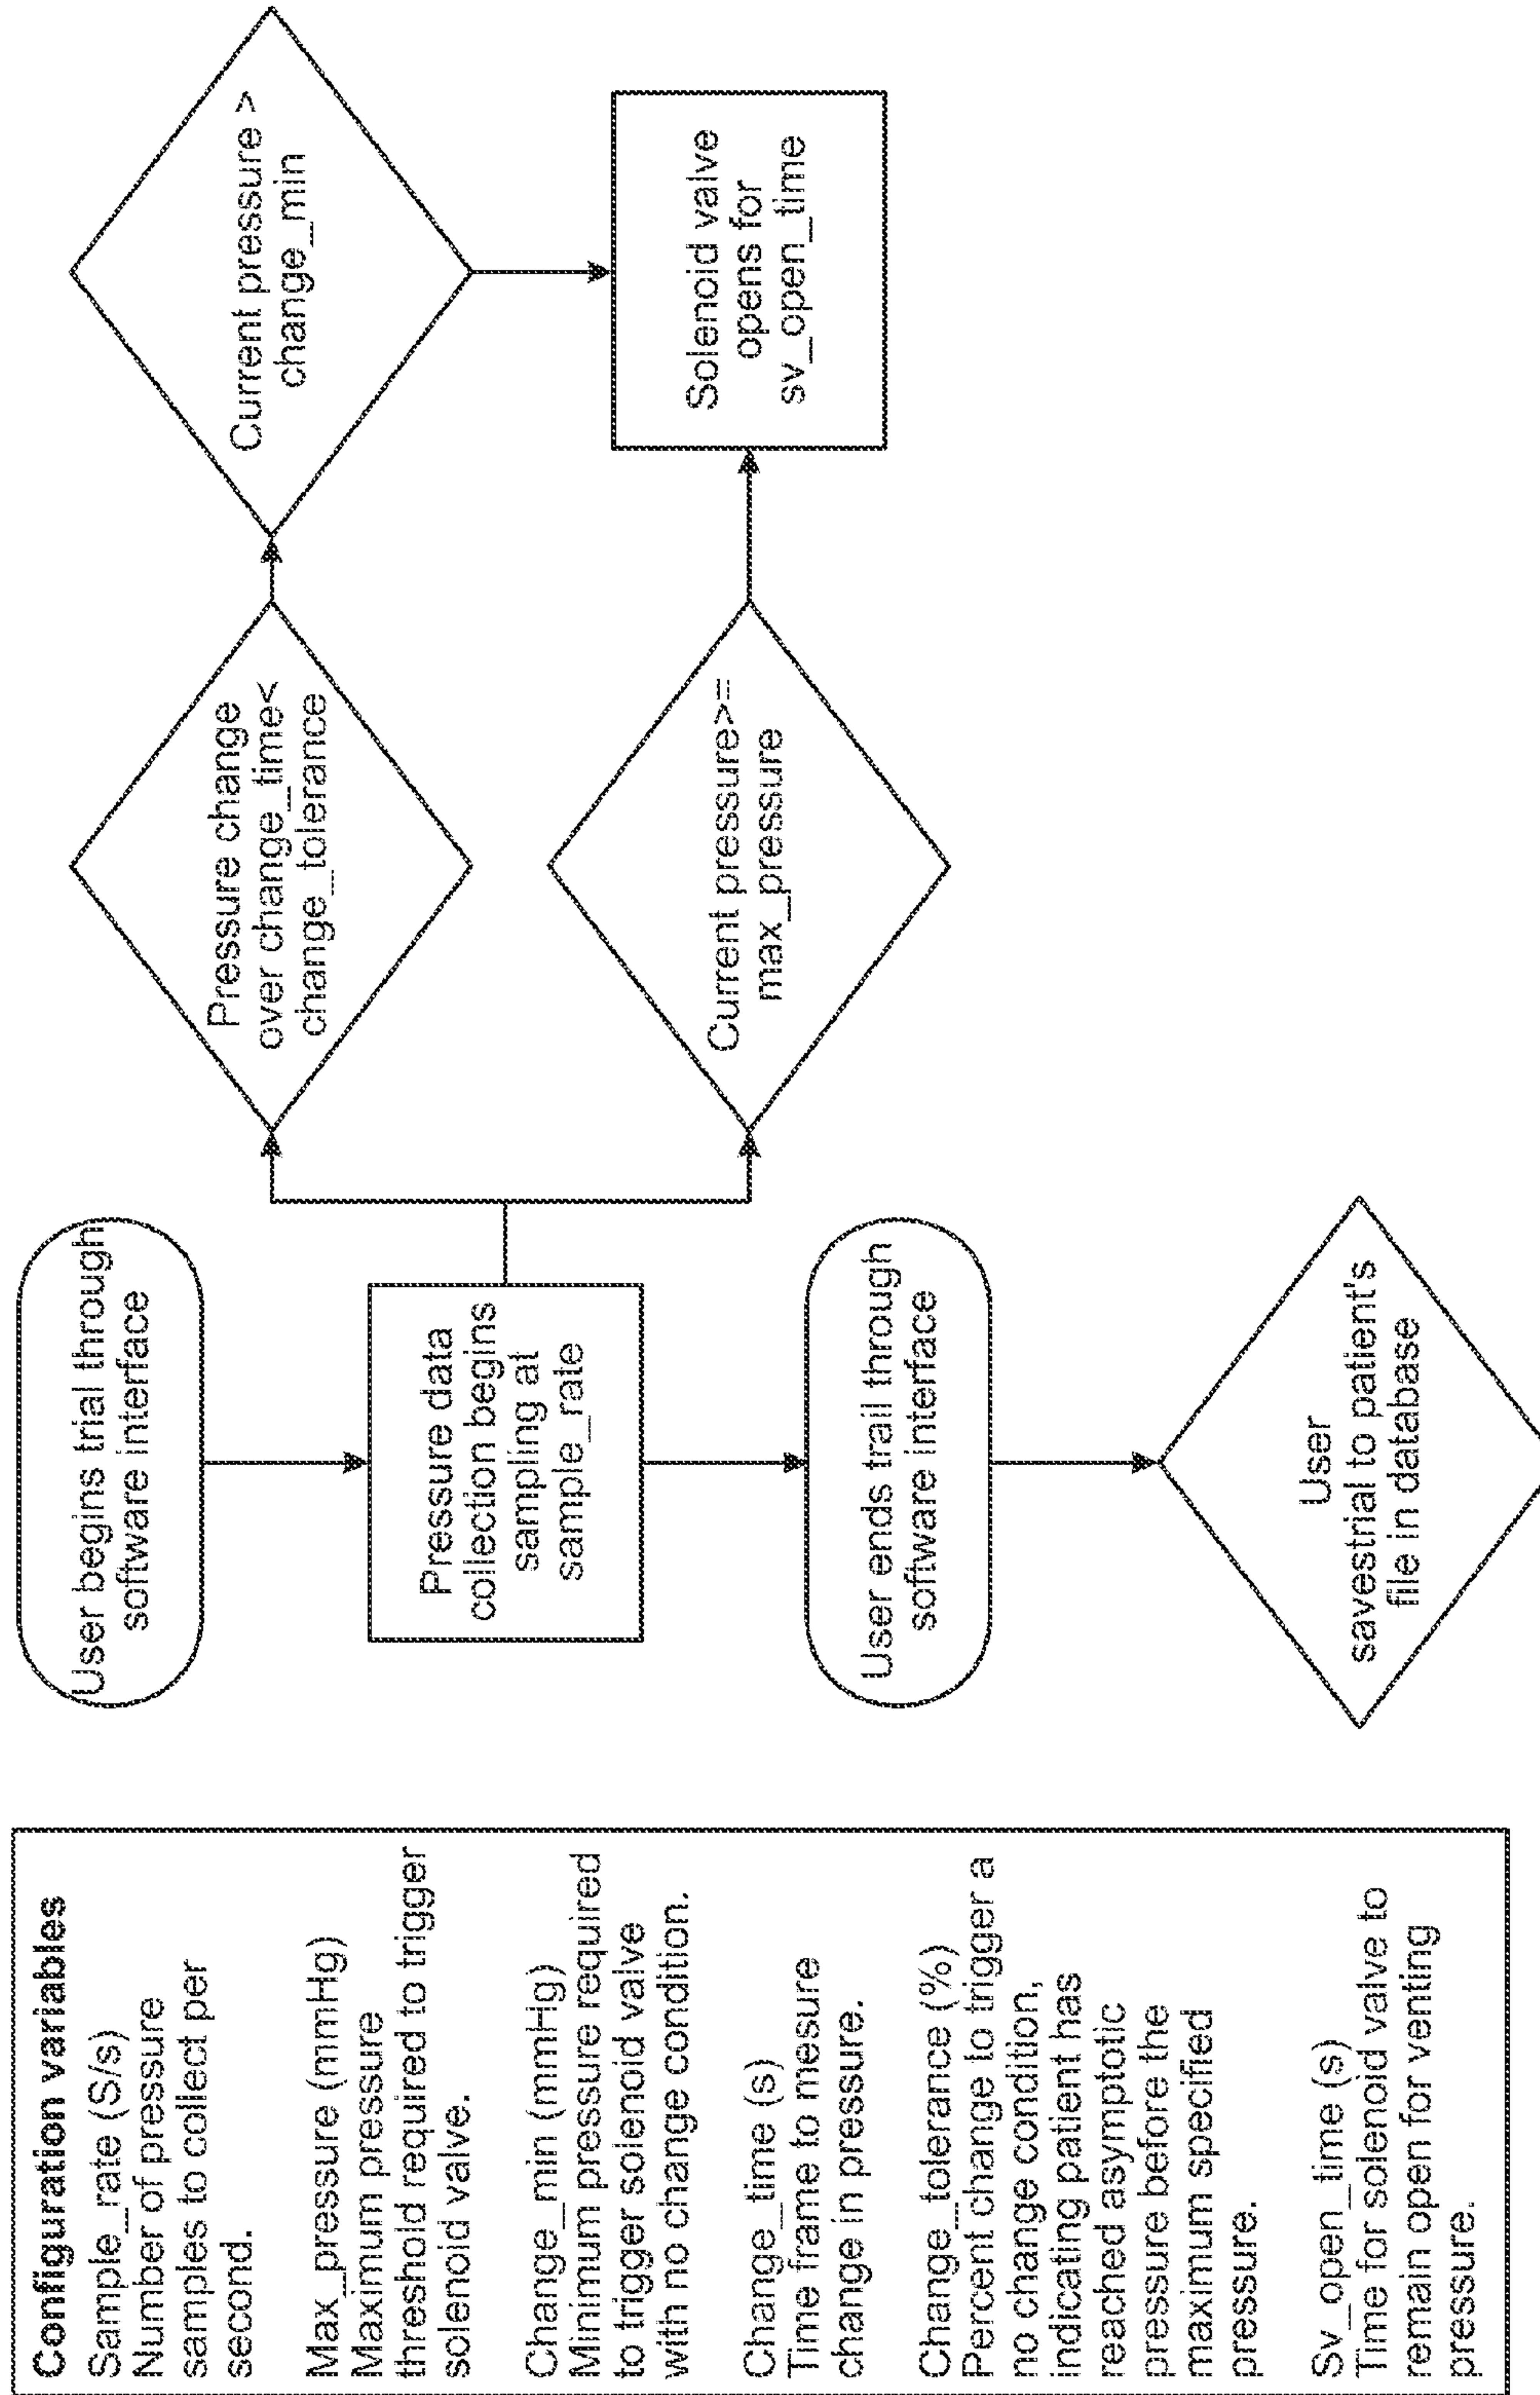 Configuration variables
Sample_rate (S/s)
Number of pressure
samples to collect per
second.
Max_pressure (mmHg)
Maximum pressure
threshold required to trigger
solenoid valve.
Change_min (mmHg)
Minimum pressure required
to trigger solenoid valve
with no change condition.
Change_time (s)
Time frame to mesure
change in pressure.
Change_tolerance (%)
Percent change to trigger a
no change condition,
indicating patient has
reached asymptotic
pressure before the
maximum specified
pressure.
Sv_open_time (s)
Time for solenoid valve to
remain open for venting
pressure.
User begins trial through
software interface
Pressure data
collection begins
sampling at
sample_rate
User ends trail through
software interface
User
savestrial to patient's
file in database
Pressure change
over change_time<
change_tolerance
Current pressure>=
max_pressure
Current pressure >
change_min
Solenoid valve
opens for
sv_open_time